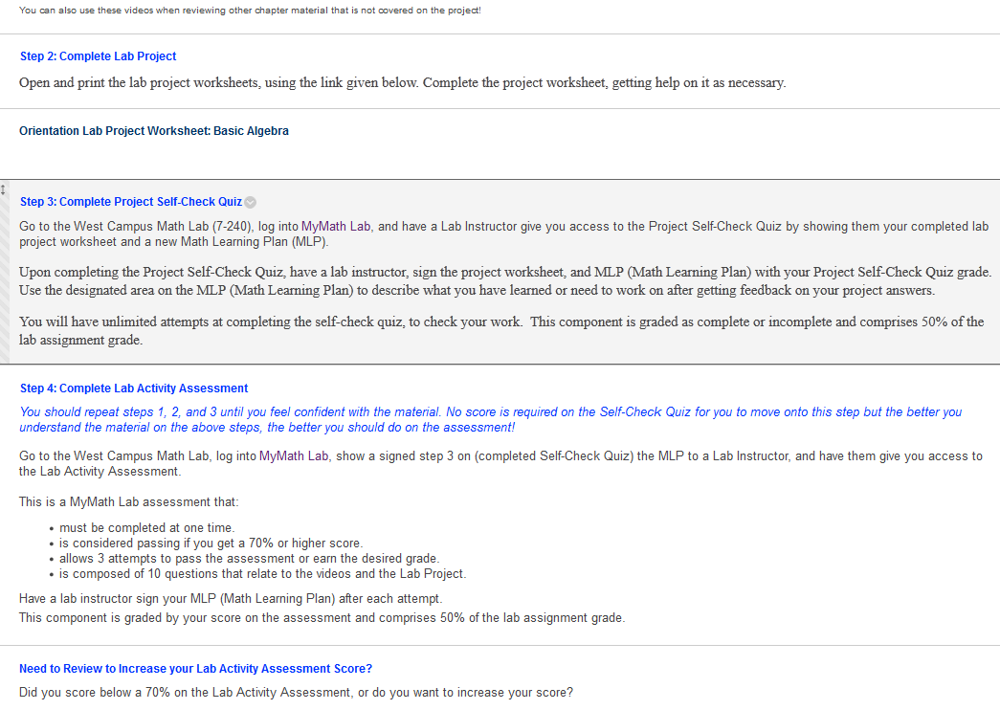 You can also use these videos when reviewing other chapter material that is not covered on the project!
Step 2: Complete Lab Project
Open and print the lab project worksheets, using the link given below. Complete the project worksheet, getting help on it as necessary.
Orientation Lab Project Worksheet: Basic Algebra
Step 3: Complete Project Self-Check Quiz
Go to the West Campus Math Lab (7-240), log into MyMath Lab, and have a Lab Instructor give you access to the Project Self-Check Quiz by showing them your completed lab
project worksheet and a new Math Learning Plan (MLP).
Upon completing the Project Self-Check Quiz, have a lab instructor, sign the project worksheet, and MLP (Math Learning Plan) with your Project Self-Check Quiz grade.
Use the designated area on the MLP (Math Learning Plan) to describe what you have learned or need to work on after getting feedback on your project answers.
You will have unlimited attempts at completing the self-check quiz, to check your work.  This component is graded as complete or incomplete and comprises 50% of the
lab assignment grade.
Step 4: Complete Lab Activity Assessment
You should repeat steps 1, 2, and 3 until you feel confident with the material. No score is required on the Self-Check Quiz for you to move onto this step but the better you
understand the material on the above steps, the better you should do on the assessment!
Go to the West Campus Math Lab, log into MyMath Lab, show a signed step 3 on (completed Self-Check Quiz) the MLP to a Lab Instructor, and have them give you access to
the Lab Activity Assessment.
This is a MyMath Lab assessment that:
• must be completed at one time.
• is considered passing if you get a 70% or higher score.
• allows 3 attempts to pass the assessment or earn the desired grade.
• is composed of 10 questions that relate to the videos and the Lab Project.
Have a lab instructor sign your MLP (Math Learning Plan) after each attempt.
This component is graded by your score on the assessment and comprises 50% of the lab assignment grade.
Need to Review to Increase your Lab Activity Assessment Score?
Did you score below a 70% on the Lab Activity Assessment, or do you want to increase your score?